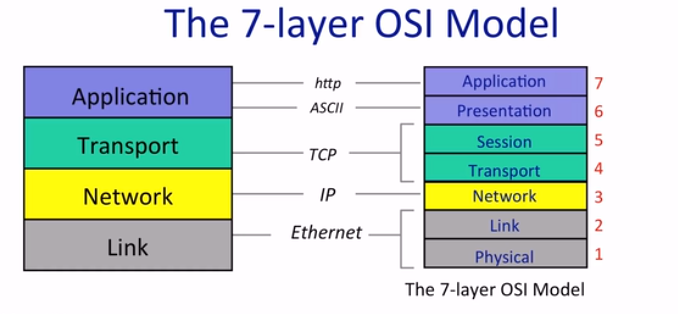 The 7-layer OSI Model
Application
Transport
Network
Link
http
ASCII
TCP
IP
Ethernet
Application 7
Presentation 6
Session 5
Transport 4
Network 3
Link 2
Physical 1
The 7-layer OSI Model